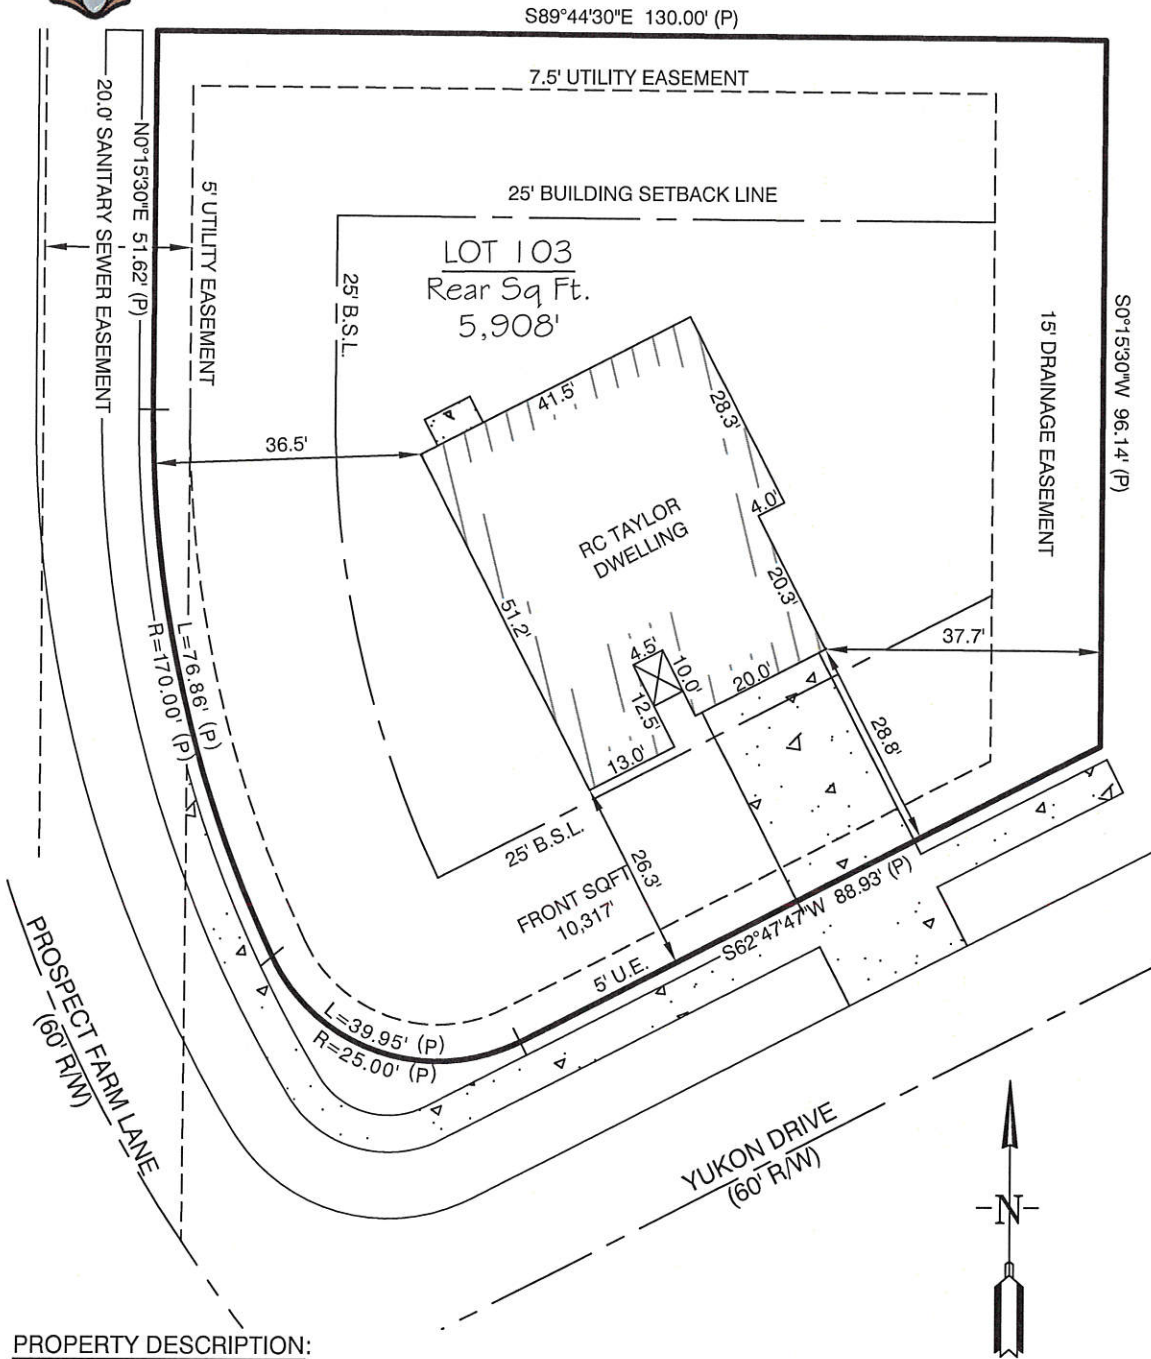 S89°44'30"E 130.00' (P)
7.5' UTILITY EASEMENT
20.0' SANITARY SEWER EASEMENT
N0°15'30"E 51.62' (P)
5' UTILITY EASEMENT
25' BUILDING SETBACK LINE
LOT 103
Rear Sq Ft.
5,908'
25' B.S.L.
15' DRAINAGE EASEMENT
S0°15'30"W 96.14' (P)
36.5'
41.5'
28.3'
4.0'
RC TAYLOR
DWELLING
20.3'
51.2'
4.5'
10.0'
20.0'
12.5'
13.0'
37.7'
28.8'
L=76.86' (P)
R=170.00' (P)
25' B.S.L.
26.3'
FRONT SQFT
10,317'
S62°47'47"W 88.93' (P)
5' U.E.
L=39.95' (P)
R=25.00' (P)
PROSPECT FARM LANE
(60' R/W)
YUKON DRIVE
(60' R/W)
N
PROPERTY DESCRIPTION: